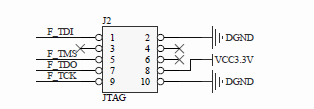 J2
F_TDI 1 2 DGND
3 4
F_TMS 5 6 VCC3.3V
F_TDO 7 8
F_TCK 9 10 DGND
JTAG